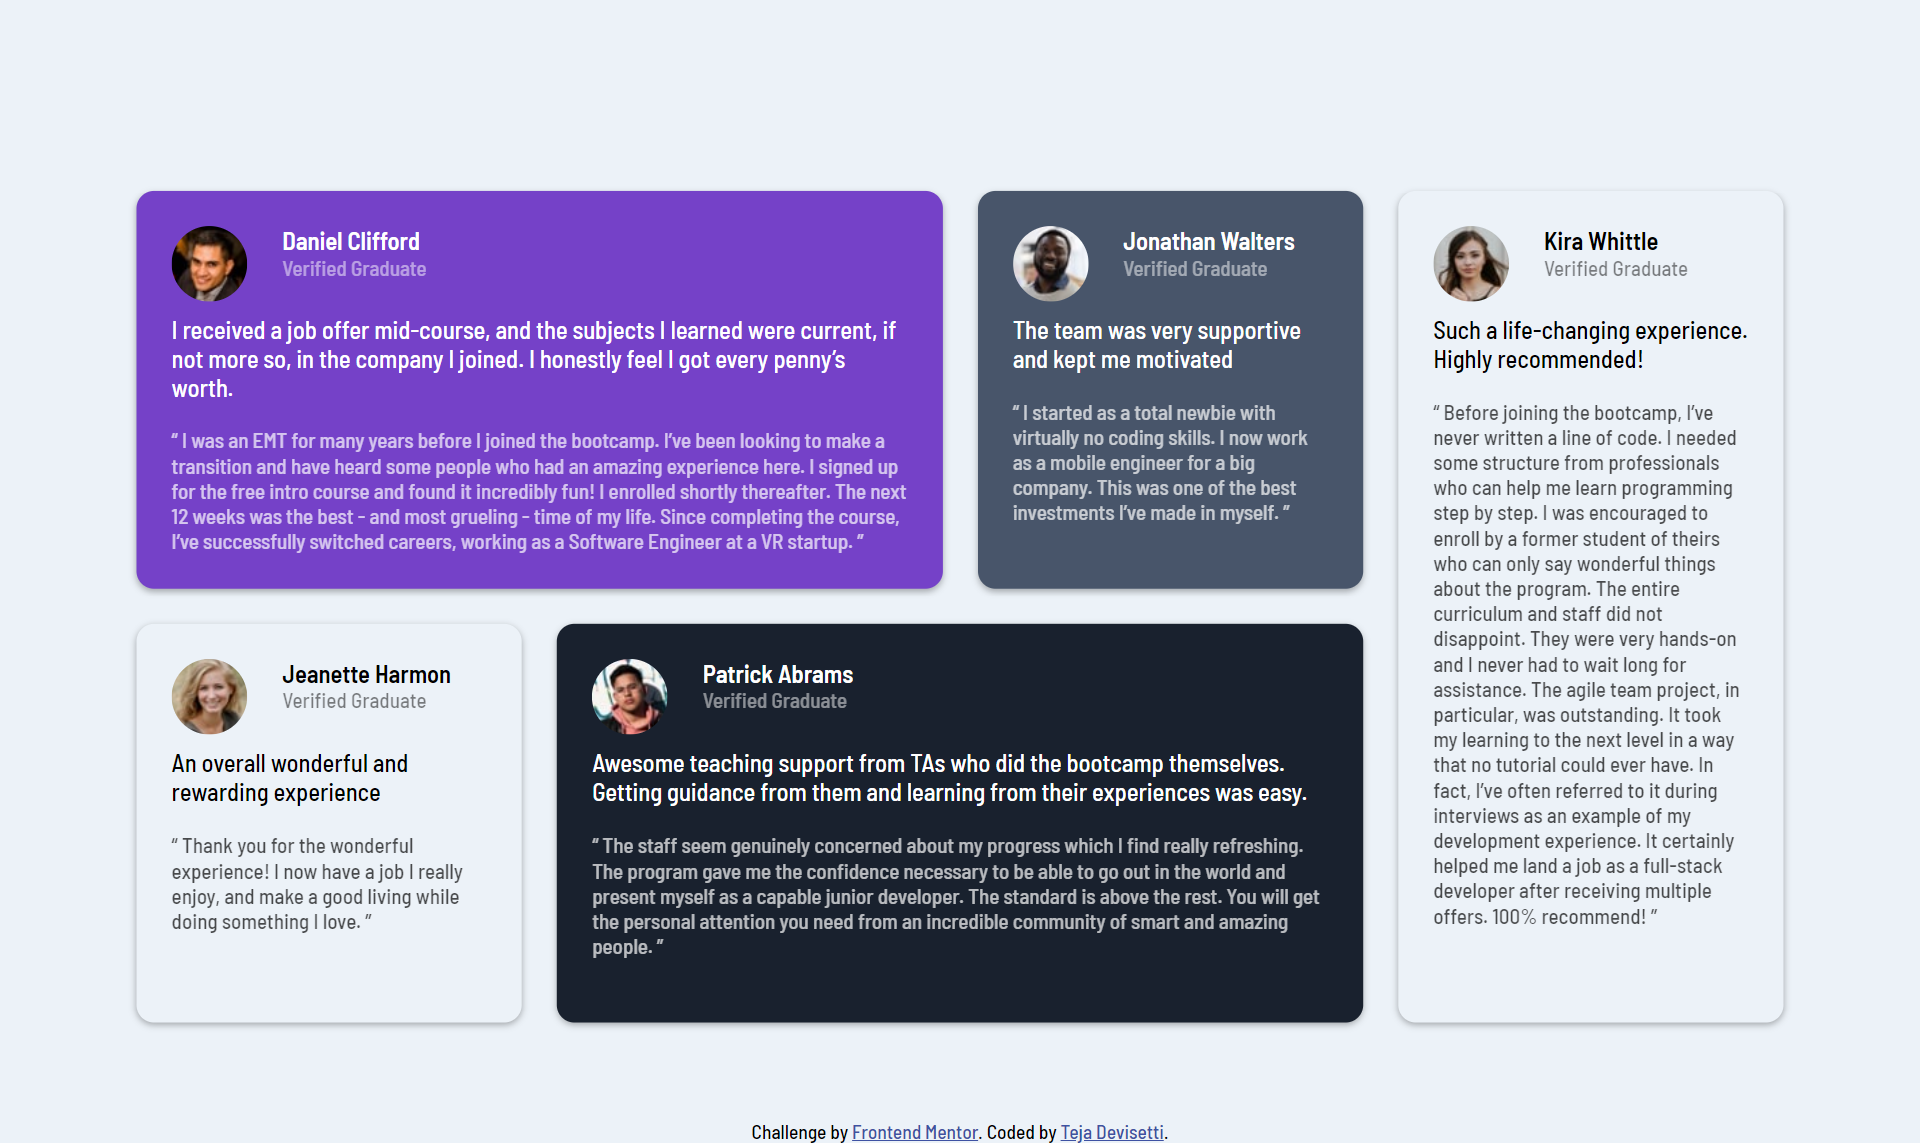 Daniel Clifford
Verified Graduate
I received a job offer mid-course, and the subjects I learned were current, if
not more so, in the company I joined. I honestly feel I got every penny’s
worth.
“ I was an EMT for many years before I joined the bootcamp. I’ve been looking to make a
transition and have heard some people who had an amazing experience here. I signed up
for the free intro course and found it incredibly fun! I enrolled shortly thereafter. The next
12 weeks was the best - and most grueling - time of my life. Since completing the course,
I’ve successfully switched careers, working as a Software Engineer at a VR startup. ”
Jonathan Walters
Verified Graduate
The team was very supportive
and kept me motivated
“ I started as a total newbie with
virtually no coding skills. I now work
as a mobile engineer for a big
company. This was one of the best
investments I’ve made in myself. ”
Kira Whittle
Verified Graduate
Such a life-changing experience.
Highly recommended!
“ Before joining the bootcamp, I’ve
never written a line of code. I needed
some structure from professionals
who can help me learn programming
step by step. I was encouraged to
enroll by a former student of theirs
who can only say wonderful things
about the program. The entire
curriculum and staff did not
disappoint. They were very hands-on
and I never had to wait long for
assistance. The agile team project, in
particular, was outstanding. It took
my learning to the next level in a way
that no tutorial could ever have. In
fact, I’ve often referred to it during
interviews as an example of my
development experience. It certainly
helped me land a job as a full-stack
developer after receiving multiple
offers. 100% recommend! ”
Jeanette Harmon
Verified Graduate
An overall wonderful and
rewarding experience
“ Thank you for the wonderful
experience! I now have a job I really
enjoy, and make a good living while
doing something I love. ”
Patrick Abrams
Verified Graduate
Awesome teaching support from TAs who did the bootcamp themselves.
Getting guidance from them and learning from their experiences was easy.
“ The staff seem genuinely concerned about my progress which I find really refreshing.
The program gave me the confidence necessary to be able to go out in the world and
present myself as a capable junior developer. The standard is above the rest. You will get
the personal attention you need from an incredible community of smart and amazing
people. ”
Challenge by Frontend Mentor. Coded by Teja Devisetti.